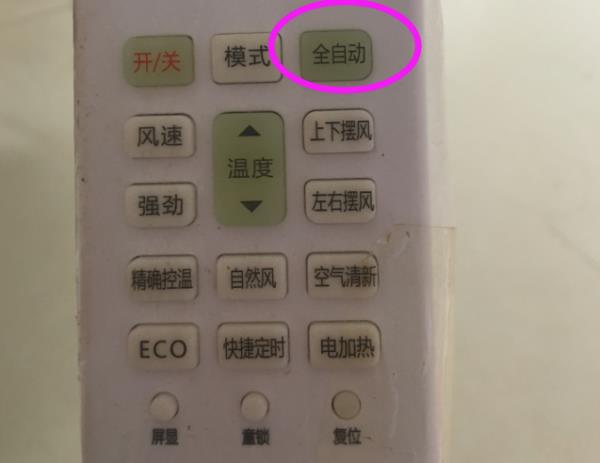 开/关 模式 全自动
风速 ▲ 上下摆风
温度
强劲 ▼ 左右摆风
精确控温 自然风 空气清新
ECO 快捷定时 电加热
屏显 童锁 复位